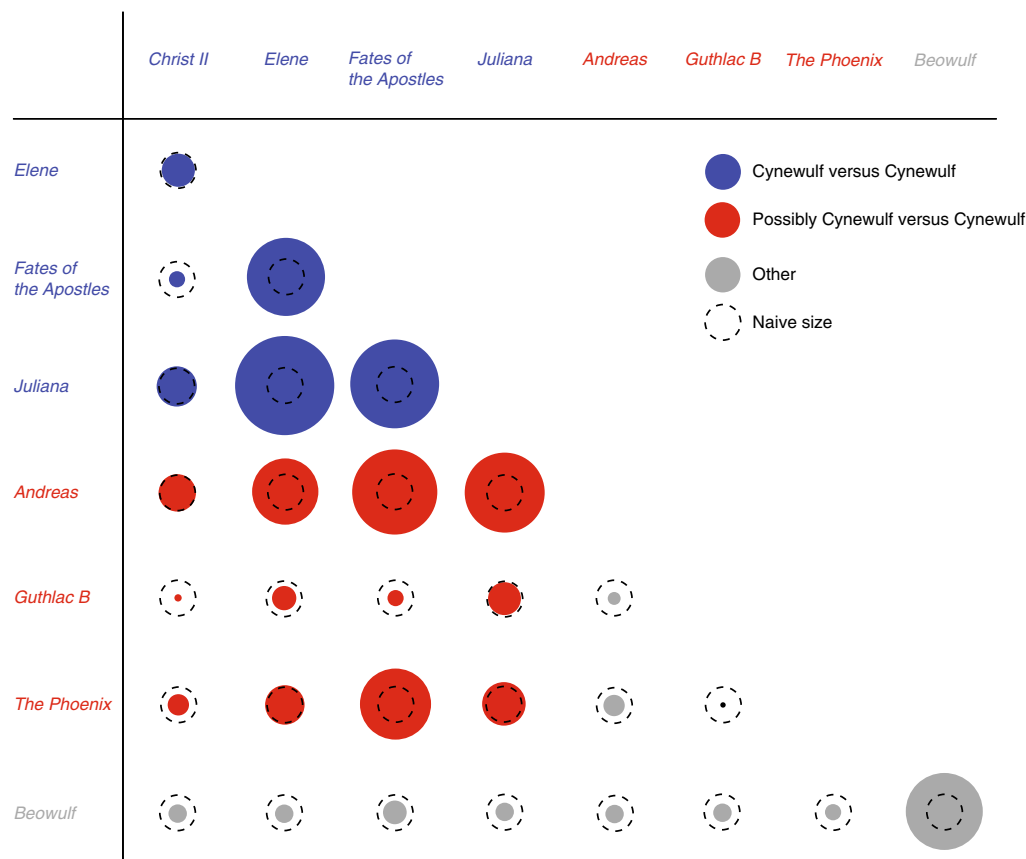 Christ II
Elene
Fates of
the Apostles
Juliana
Andreas
Guthlac B
The Phoenix
Beowulf
Elene
Cynewulf versus Cynewulf
Possibly Cynewulf versus Cynewulf
Fates of
the Apostles
Other
Naive size
Juliana
Andreas
Guthlac B
The Phoenix
Beowulf